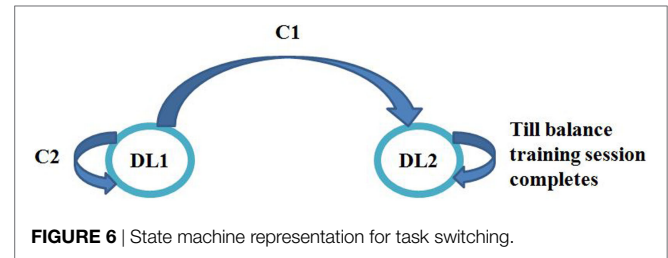 C1
C2
DL1
DL2
Till balance
training session
completes
FIGURE 6 | State machine representation for task switching.